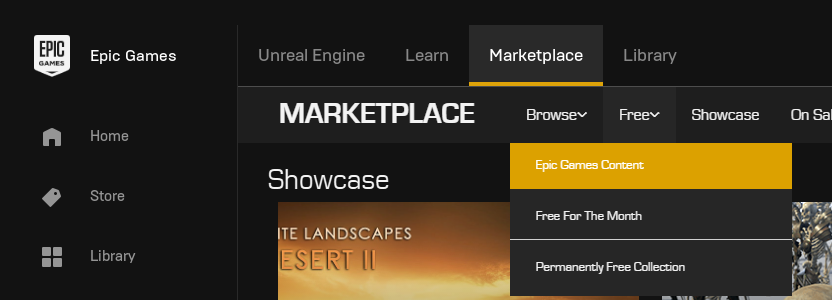 EPIC
GAMES
Epic Games
Unreal Engine
Learn
Marketplace
Library
Home
Store
Library
MARKETPLACE
Browse
Free
Showcase
On Sal
Epic Games Content
Free For The Month
Permanently Free Collection
Showcase
ITE LANDSCAPES
ESERT II